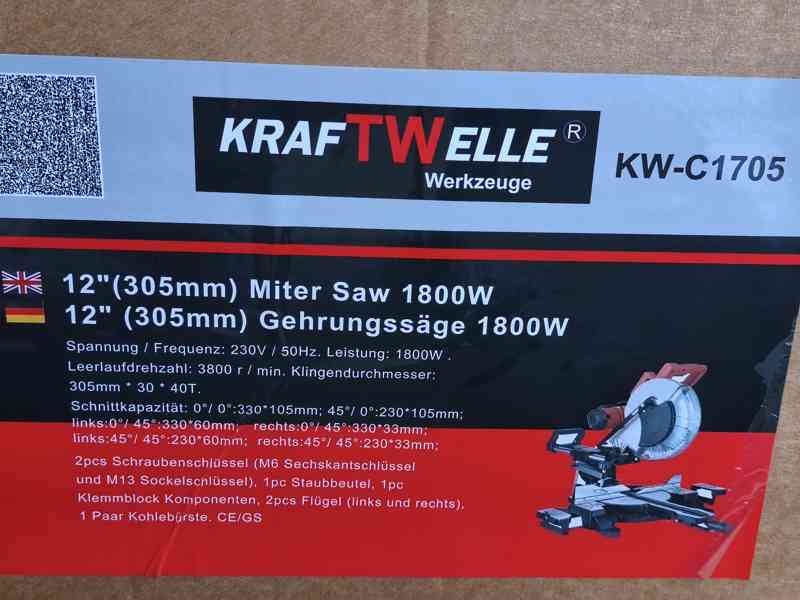 KRAFTWELLE ®
Werkzeuge
KW-C1705
12"(305mm) Miter Saw 1800W
12" (305mm) Gehrungssäge 1800W
Spannung / Frequenz: 230V / 50Hz. Leistung: 1800W .
Leerlaufdrehzahl: 3800 r / min. Klingendurchmesser:
305mm * 30 * 40T.
Schnittkapazität: 0°/ 0°:330*105mm; 45°/ 0°:230*105mm;
links:0°/ 45°:330*60mm; rechts:0°/ 45°:330*33mm;
links:45°/ 45°:230*60mm; rechts:45°/ 45°:230*33mm;
2pcs Schraubenschlüssel (M6 Sechskantschlüssel
und M13 Sockelschlüssel), 1pc Staubbeutel, 1pc
Klemmblock Komponenten, 2pcs Flügel (links und rechts),
1 Paar Kohlebürste. CE/GS